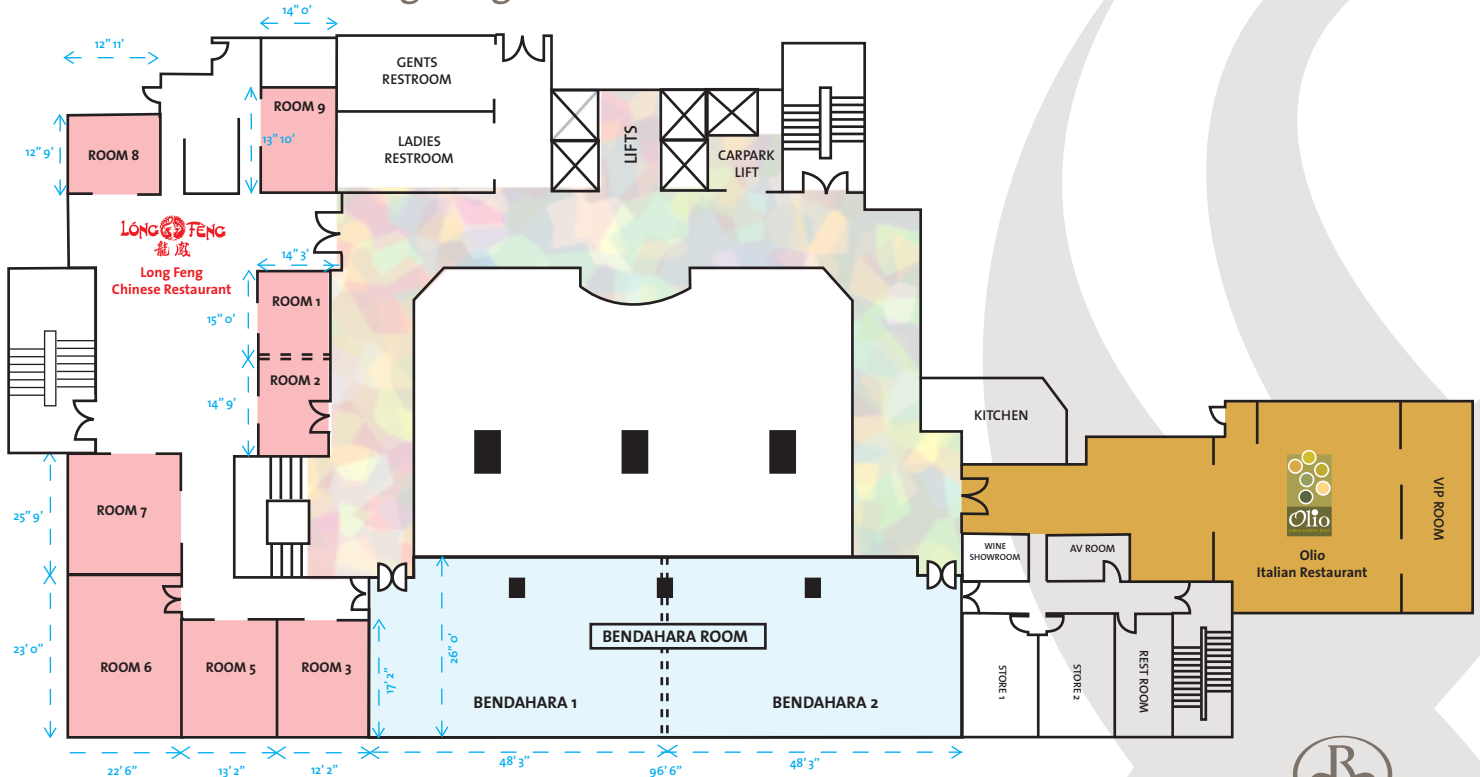 14” 0’
12” 11’
GENTS
RESTROOM
ROOM 9
13” 10’
12” 9’
ROOM 8
LADIES
RESTROOM
LIFTS
CARPARK
LIFT
LÓNG FENG
龍鳳
Long Feng
Chinese Restaurant
14” 3’
ROOM 1
15” 0’
ROOM 2
14” 9’
KITCHEN
ROOM 7
25” 9’
Olio
Olio
Italian Restaurant
VIP ROOM
WINE
SHOWROOM
AV ROOM
BENDAHARA ROOM
23’ 0”
ROOM 6
ROOM 5
ROOM 3
17’ 2”
26” 0’
BENDAHARA 1
BENDAHARA 2
STORE 1
STORE 2
REST ROOM
22’ 6”
13’ 2”
12’ 2”
48’ 3”
96’ 6”
48’ 3”
R